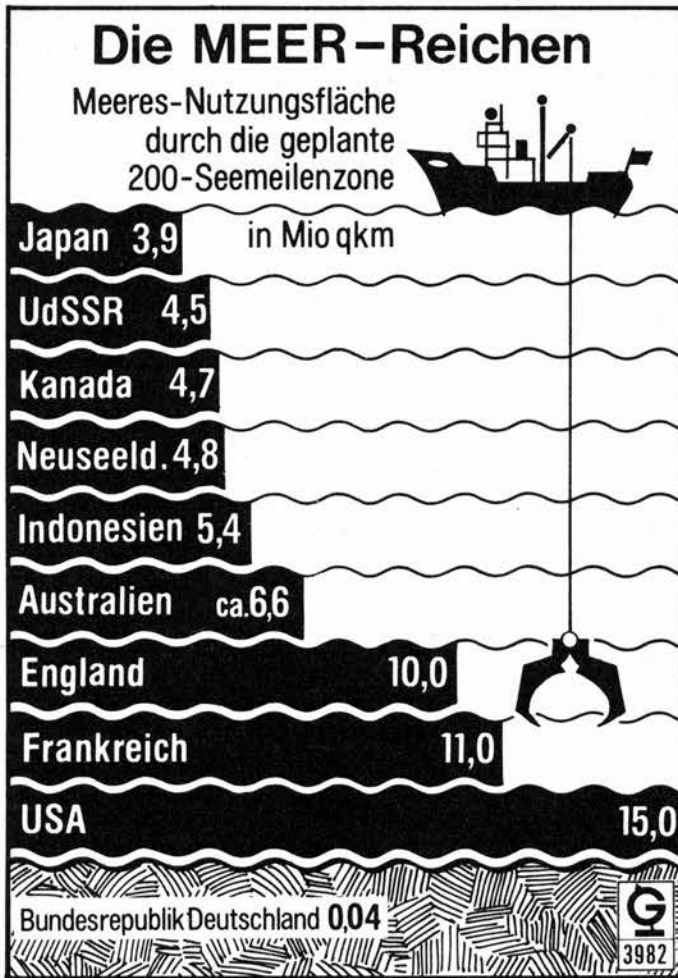 Die MEER–Reichen
Meeres-Nutzungsfläche
durch die geplante
200-Seemeilenzone
in Mio qkm
Japan 3,9
UdSSR 4,5
Kanada 4,7
Neuseeld. 4,8
Indonesien 5,4
Australien ca. 6,6
England 10,0
Frankreich 11,0
USA 15,0
Bundesrepublik Deutschland 0,04
G
3982